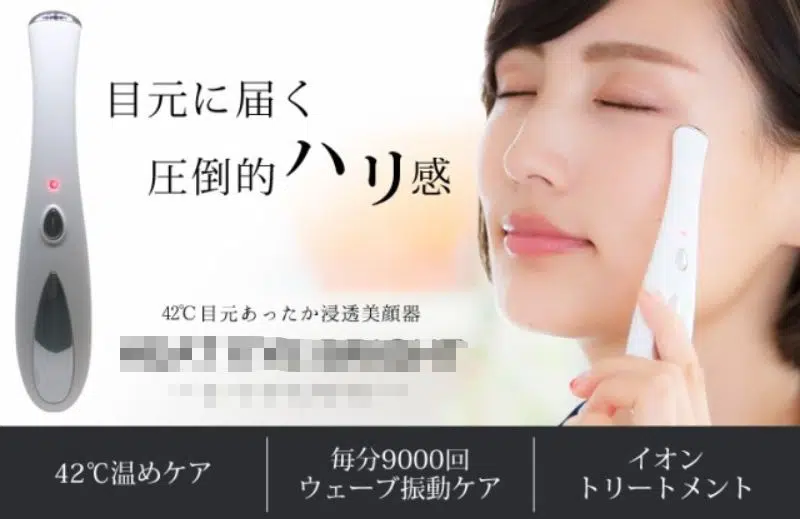 目元に届く
圧倒的ハリ感
42℃目元あったか浸透美顔器
42℃温めケア
毎分9000回
ウェーブ振動ケア
イオン
トリートメント